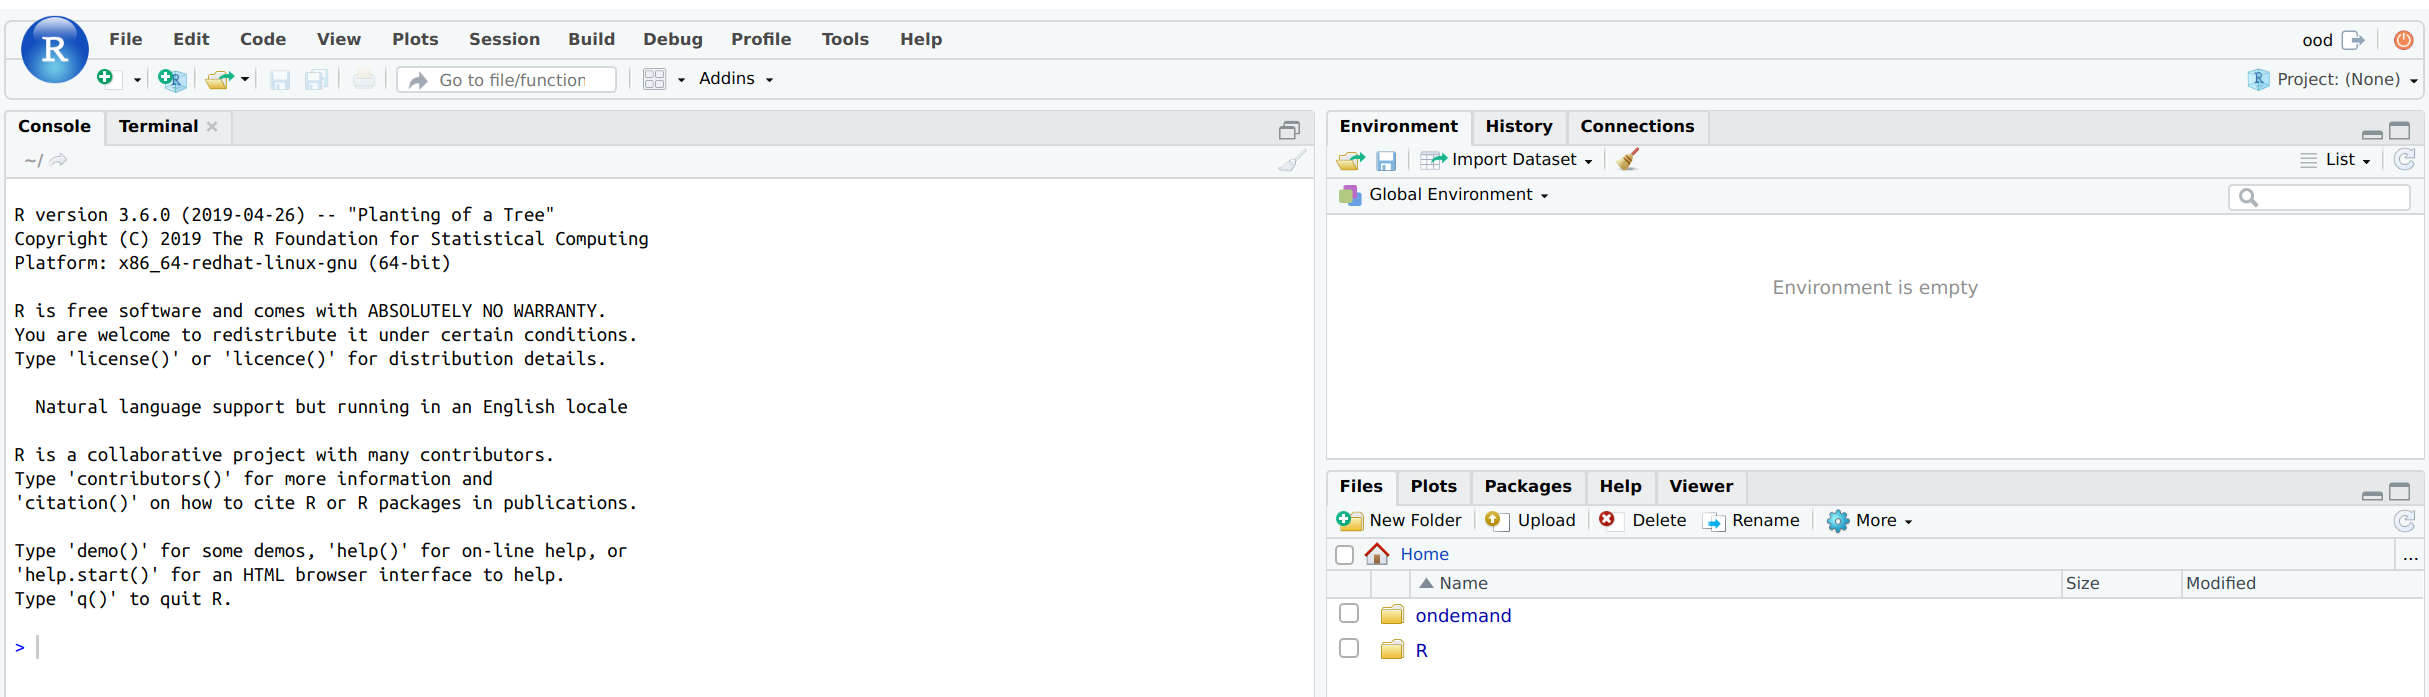 R File Edit Code View Plots Session Build Debug Profile Tools Help ood
R Go to file/function Addins R Project: (None)
Console Terminal
~/
R version 3.6.0 (2019-04-26) -- "Planting of a Tree"
Copyright (C) 2019 The R Foundation for Statistical Computing
Platform: x86_64-redhat-linux-gnu (64-bit)
R is free software and comes with ABSOLUTELY NO WARRANTY.
You are welcome to redistribute it under certain conditions.
Type 'license()' or 'licence()' for distribution details.
Natural language support but running in an English locale
R is a collaborative project with many contributors.
Type 'contributors()' for more information and
'citation()' on how to cite R or R packages in publications.
Type 'demo()' for some demos, 'help()' for on-line help, or
'help.start()' for an HTML browser interface to help.
Type 'q()' to quit R.
>
Environment History Connections
Import Dataset List
Global Environment
Environment is empty
Files Plots Packages Help Viewer
New Folder Upload Delete Rename More
Home ...
Name Size Modified
ondemand
R